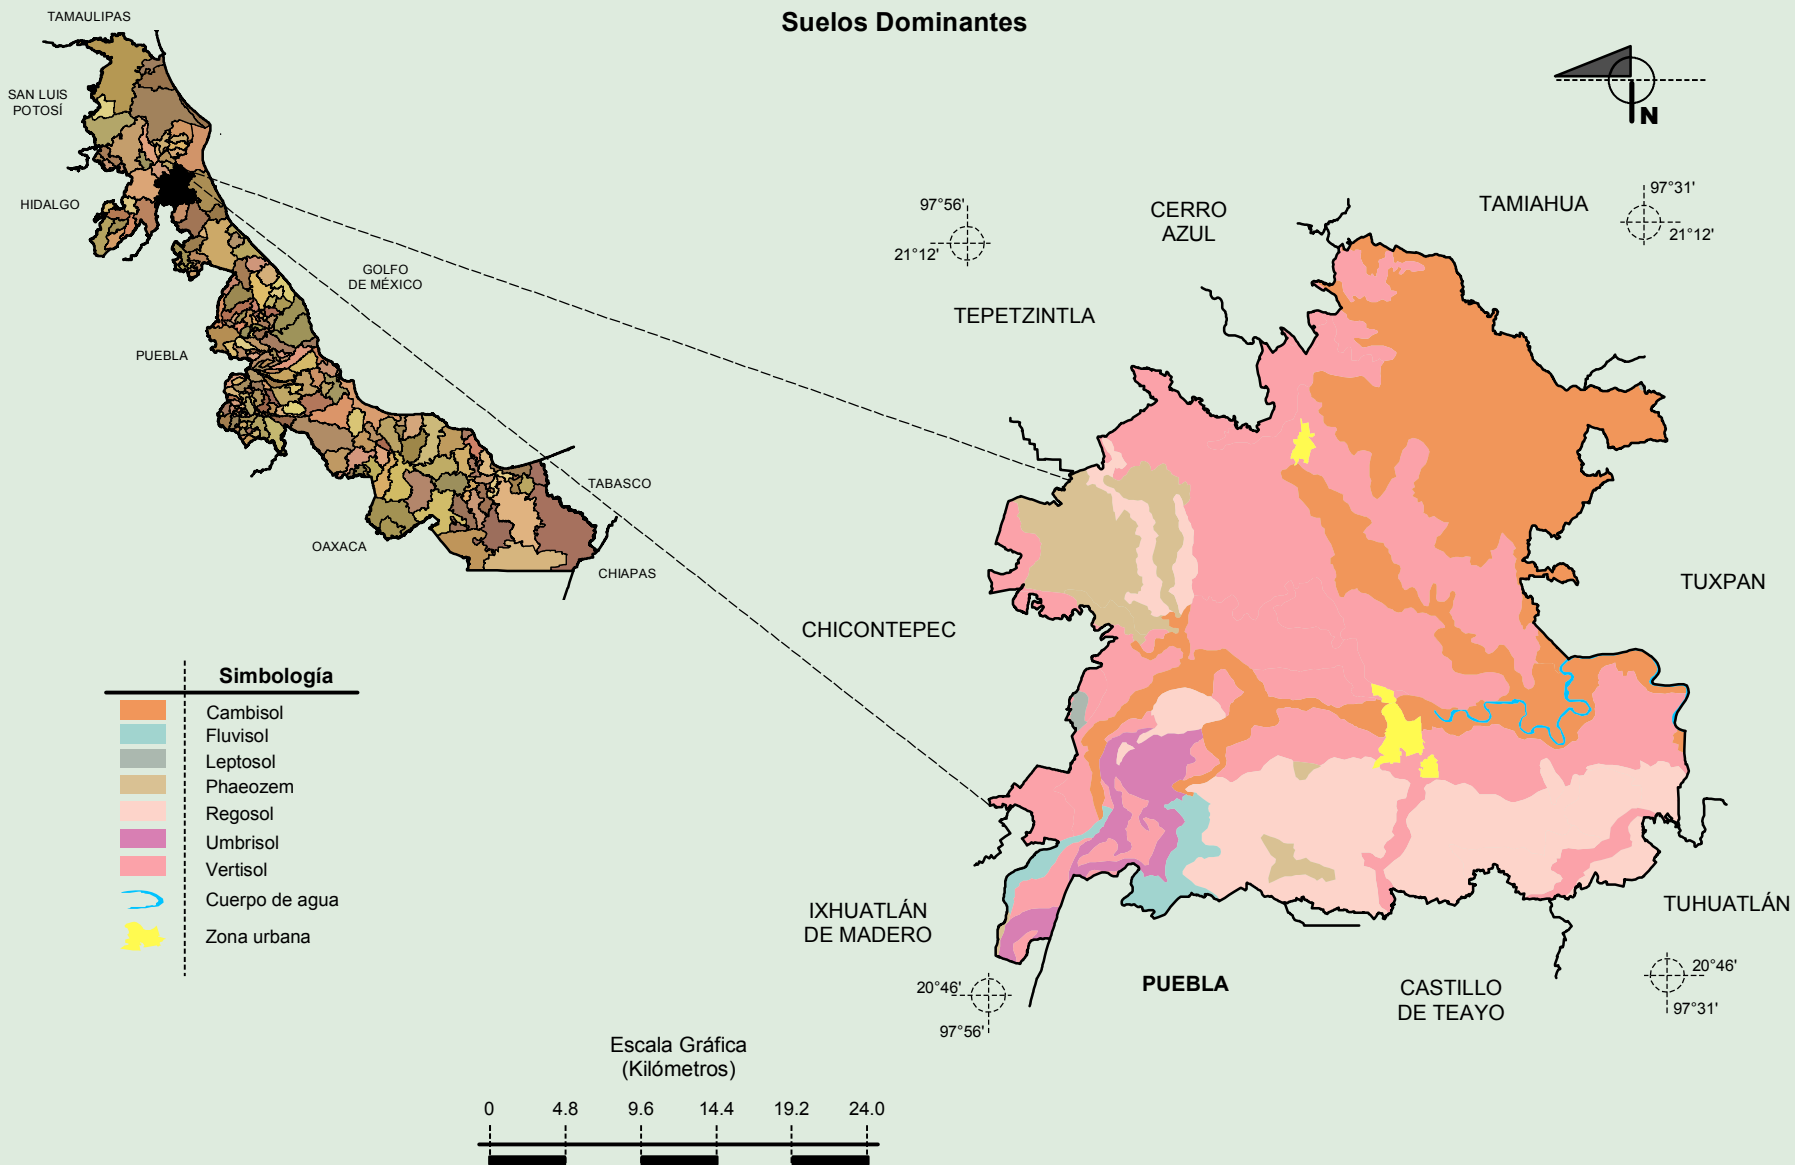 Suelos Dominantes
TAMAULIPAS
SAN LUIS
POTOSÍ
HIDALGO
GOLFO
DE MÉXICO
PUEBLA
TABASCO
OAXACA
CHIAPAS
N
97°56'
21°12'
CERRO
AZUL
TAMIAHUA
97°31'
21°12'
TEPETZINTLA
TUXPAN
CHICONTEPEC
IXHUATLÁN
DE MADERO
TUHUATLÁN
20°46'
97°56'
PUEBLA
CASTILLO
DE TEAYO
20°46'
97°31'
Simbología
Cambisol
Fluvisol
Leptosol
Phaeozem
Regosol
Umbrisol
Vertisol
Cuerpo de agua
Zona urbana
Escala Gráfica
(Kilómetros)
0 4.8 9.6 14.4 19.2 24.0